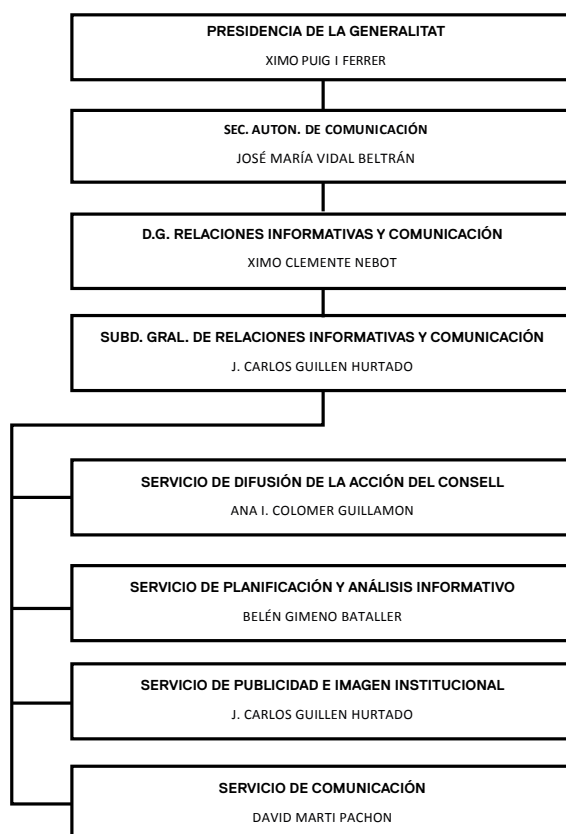 PRESIDENCIA DE LA GENERALITAT
XIMO PUIG I FERRER
SEC. AUTON. DE COMUNICACIÓN
JOSÉ MARÍA VIDAL BELTRÁN
D.G. RELACIONES INFORMATIVAS Y COMUNICACIÓN
XIMO CLEMENTE NEBOT
SUBD. GRAL. DE RELACIONES INFORMATIVAS Y COMUNICACIÓN
J. CARLOS GUILLEN HURTADO
SERVICIO DE DIFUSIÓN DE LA ACCIÓN DEL CONSELL
ANA I. COLOMER GUILLAMON
SERVICIO DE PLANIFICACIÓN Y ANÁLISIS INFORMATIVO
BELÉN GIMENO BATALLER
SERVICIO DE PUBLICIDAD E IMAGEN INSTITUCIONAL
J. CARLOS GUILLEN HURTADO
SERVICIO DE COMUNICACIÓN
DAVID MARTI PACHON